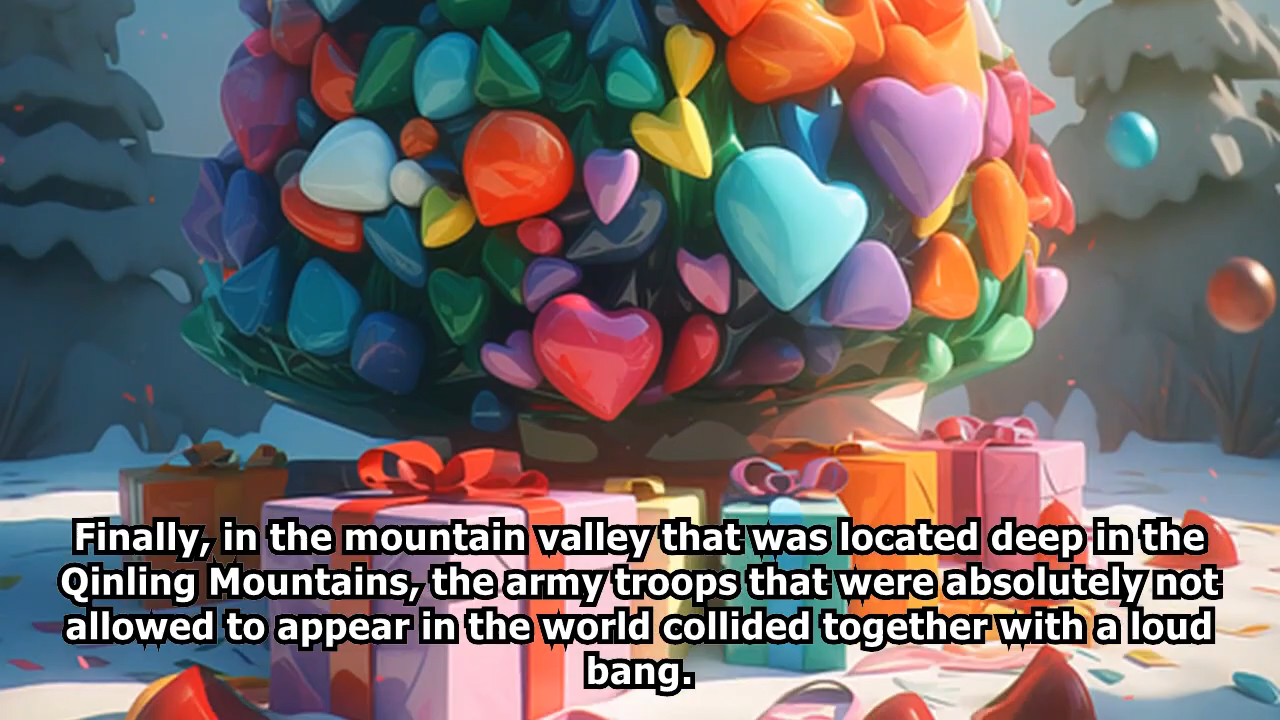 Finally, in the mountain valley that was located deep in the
Qinling Mountains, the army troops that were absolutely not
allowed to appear in the world collided together with a loud
bang.